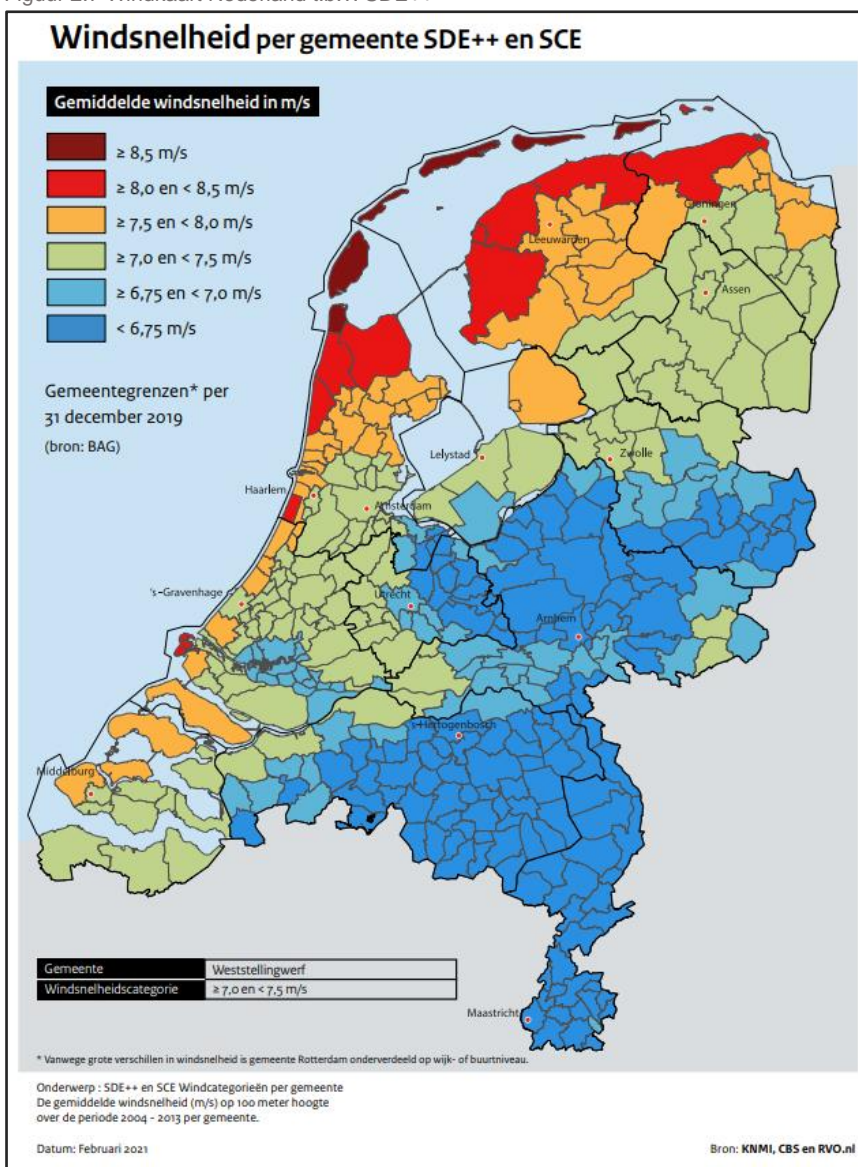 Windsnelheid per gemeente SDE++ en SCE
Gemiddelde windsnelheid in m/s
≥ 8,5 m/s
≥ 8,0 en < 8,5 m/s
≥ 7,5 en < 8,0 m/s
≥ 7,0 en < 7,5 m/s
≥ 6,75 en < 7,0 m/s
< 6,75 m/s
Gemeentegrenzen* per
31 december 2019
(bron: BAG)
Groningen
Leeuwarden
Assen
Lelystad
Zwolle
Haarlem
Amsterdam
's-Gravenhage
Utrecht
Arnhem
's-Hertogenbosch
Middelburg
Maastricht
Gemeente Weststellingwerf
Windsnelheidscategorie ≥ 7,0 en < 7,5 m/s
* Vanwege grote verschillen in windsnelheid is gemeente Rotterdam onderverdeeld op wijk- of buurtniveau.
Onderwerp : SDE++ en SCE Windcategorieën per gemeente
De gemiddelde windsnelheid (m/s) op 100 meter hoogte
over de periode 2004 - 2013 per gemeente.
Datum: Februari 2021 Bron: KNMI, CBS en RVO.nl